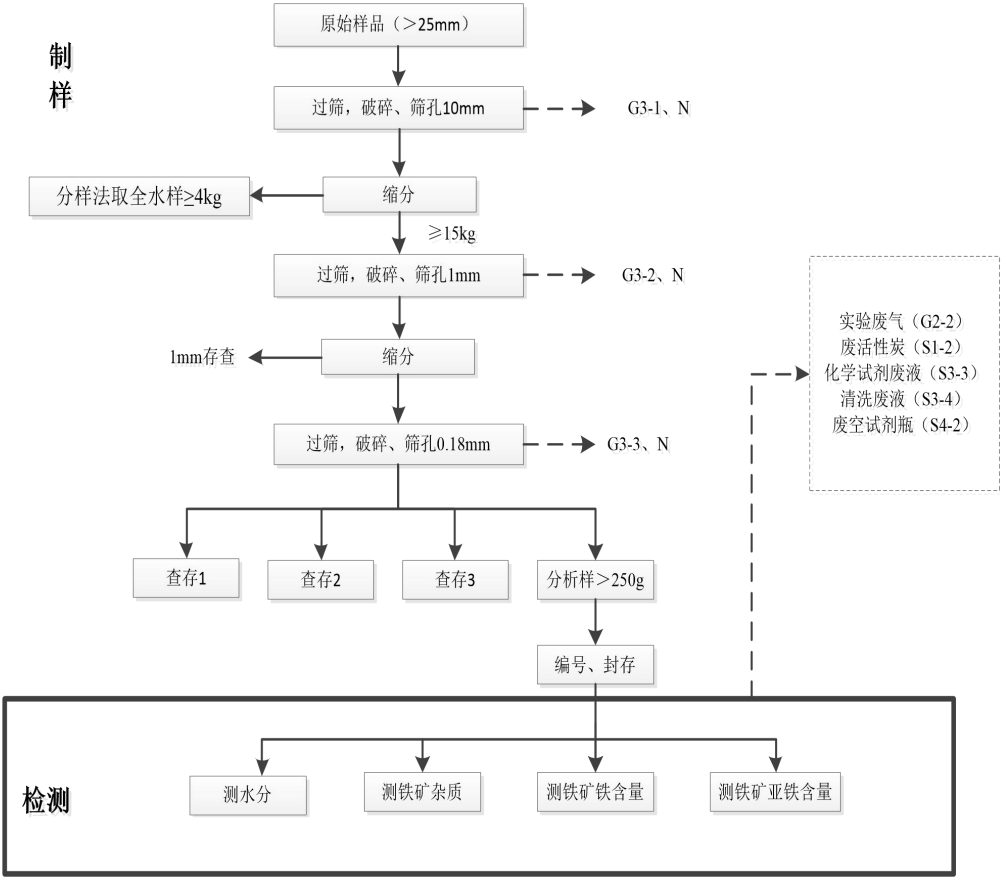 制
样
原始样品（＞25mm）
过筛，破碎、筛孔10mm
G3-1、N
分样法取全水样≥4kg
缩分
≥15kg
过筛，破碎、筛孔1mm
G3-2、N
1mm存查
缩分
过筛，破碎、筛孔0.18mm
G3-3、N
实验废气（G2-2）
废活性炭（S1-2）
化学试剂废液（S3-3）
清洗废液（S3-4）
废空试剂瓶（S4-2）
查存1
查存2
查存3
分析样＞250g
编号、封存
检测
测水分
测铁矿杂质
测铁矿铁含量
测铁矿亚铁含量